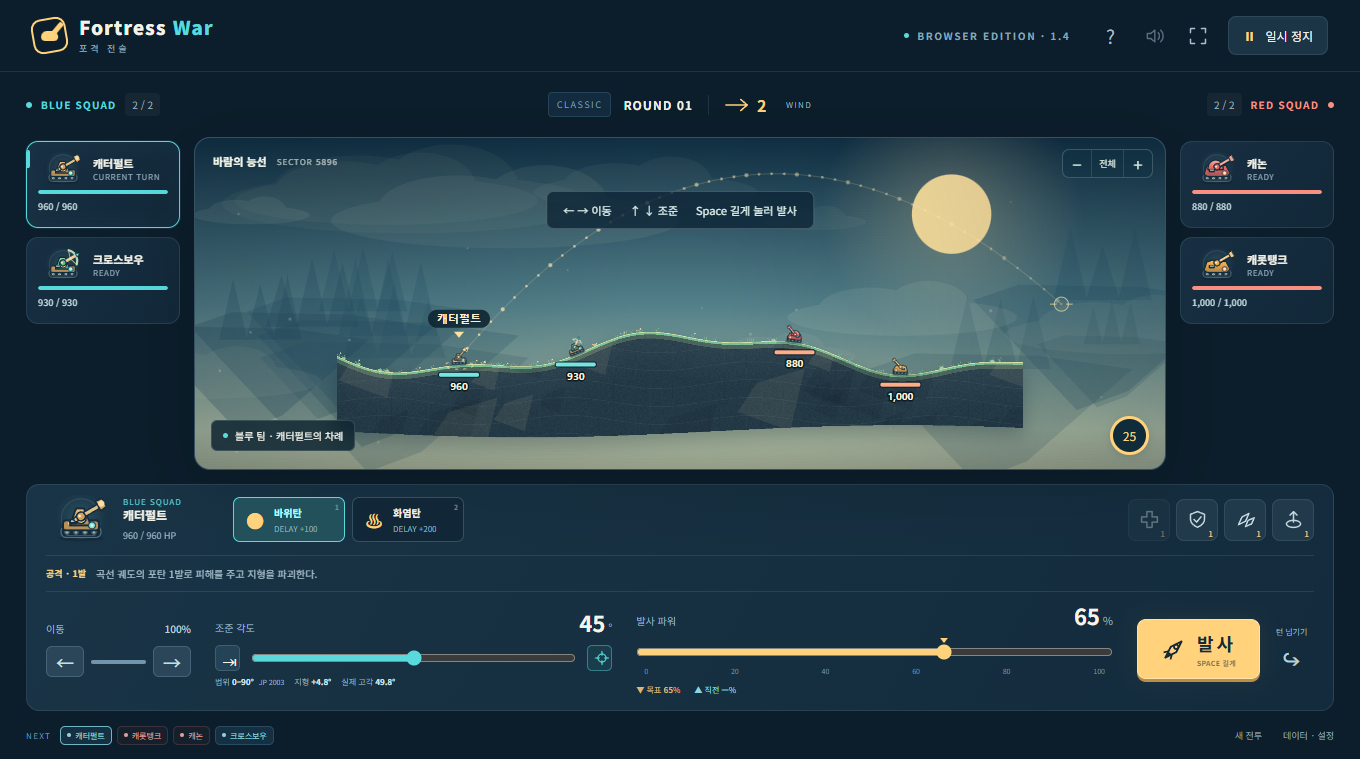 Fortress War
포격 전술
BROWSER EDITION · 1.4
?
일시 정지
BLUE SQUAD 2 / 2
CLASSIC ROUND 01 → 2 WIND
2 / 2 RED SQUAD
캐터펄트
CURRENT TURN
960 / 960
크로스보우
READY
930 / 930
바람의 능선 SECTOR 5896
− 전체 +
← → 이동 ↑ ↓ 조준 Space 길게 눌러 발사
캐터펄트
960
930
880
1,000
블루 팀 · 캐터펄트의 차례
25
캐논
READY
880 / 880
캐롯탱크
READY
1,000 / 1,000
BLUE SQUAD
캐터펄트
960 / 960 HP
바위탄 1
DELAY +100
화염탄 2
DELAY +200
1 1 1 1
공격 · 1발 곡선 궤도의 포탄 1발로 피해를 주고 지형을 파괴한다.
이동 100%
← →
조준 각도 45°
범위 0–90° JP 2003 지형 +4.8° 실제 고각 49.8°
발사 파워 65 %
0 20 40 60 80 100
▼ 목표 65% ▲ 직전 —%
발사
SPACE 길게
턴 넘기기
NEXT 캐터펄트 캐롯탱크 캐논 크로스보우
새 전투 데이터 · 설정